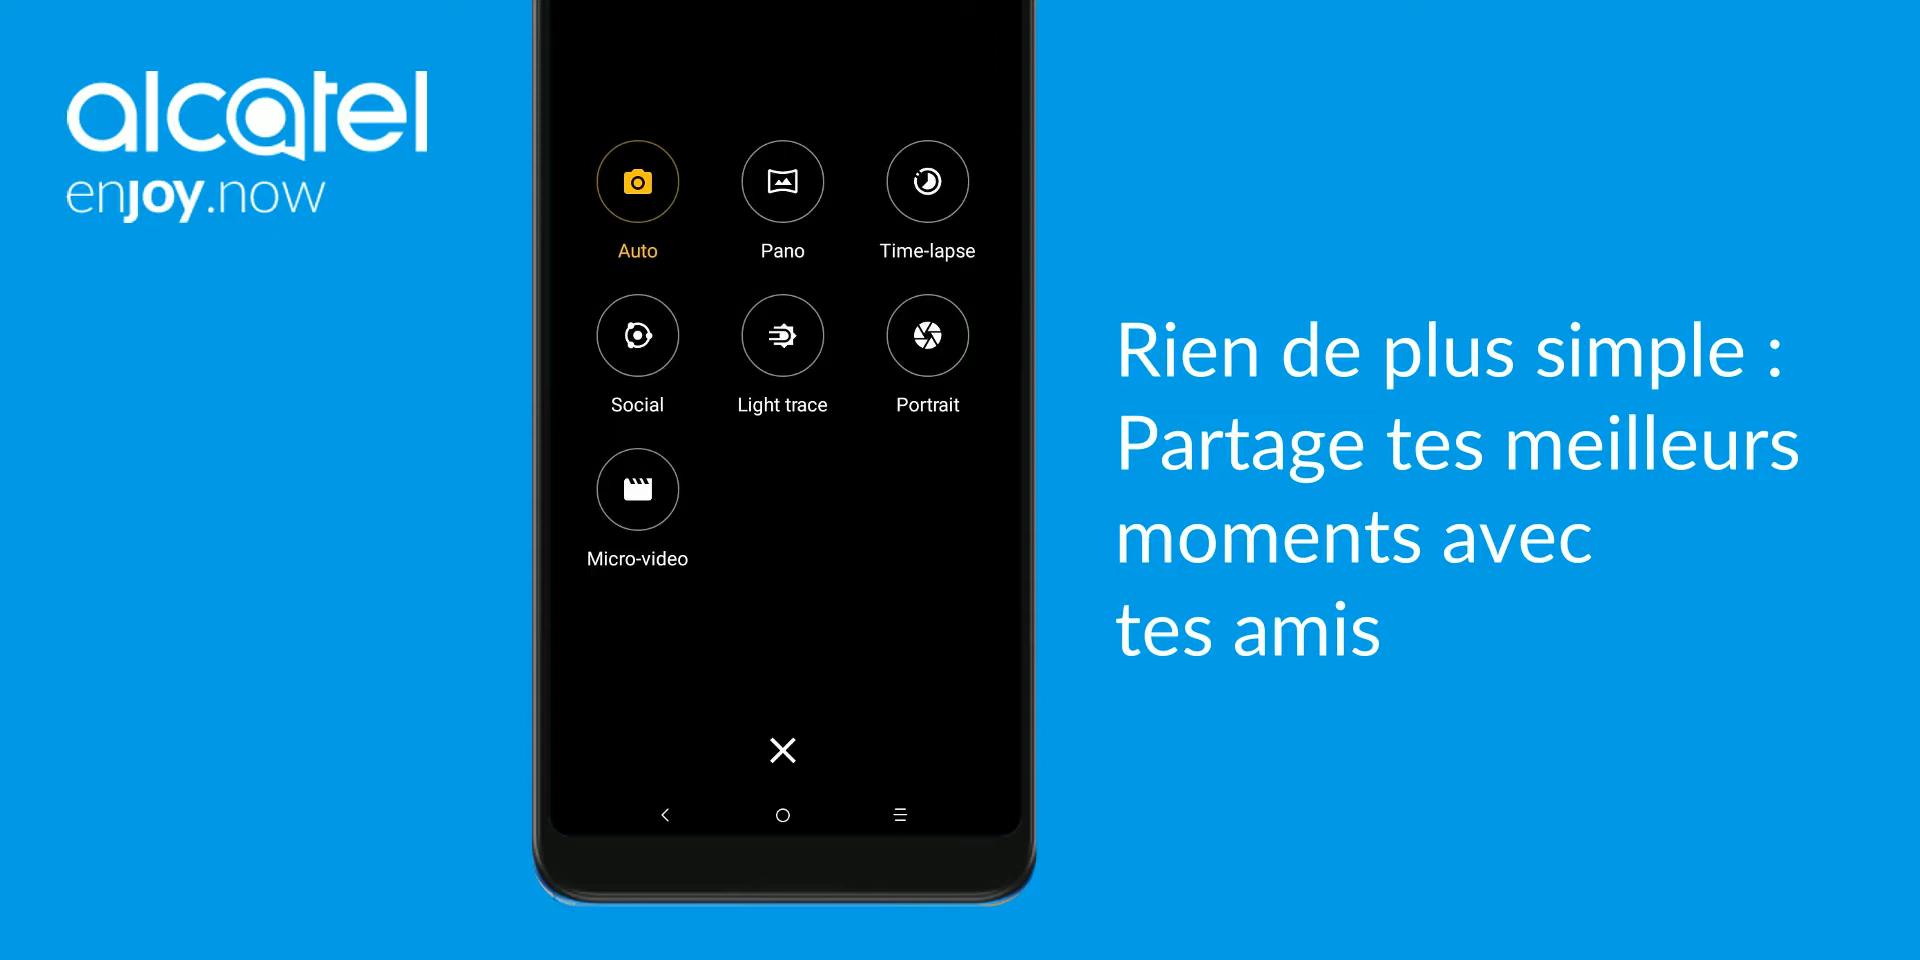 alcatel
enjoy.now
Auto
Pano
Time-lapse
Social
Light trace
Portrait
Micro-video
Rien de plus simple :
Partage tes meilleurs
moments avec
tes amis